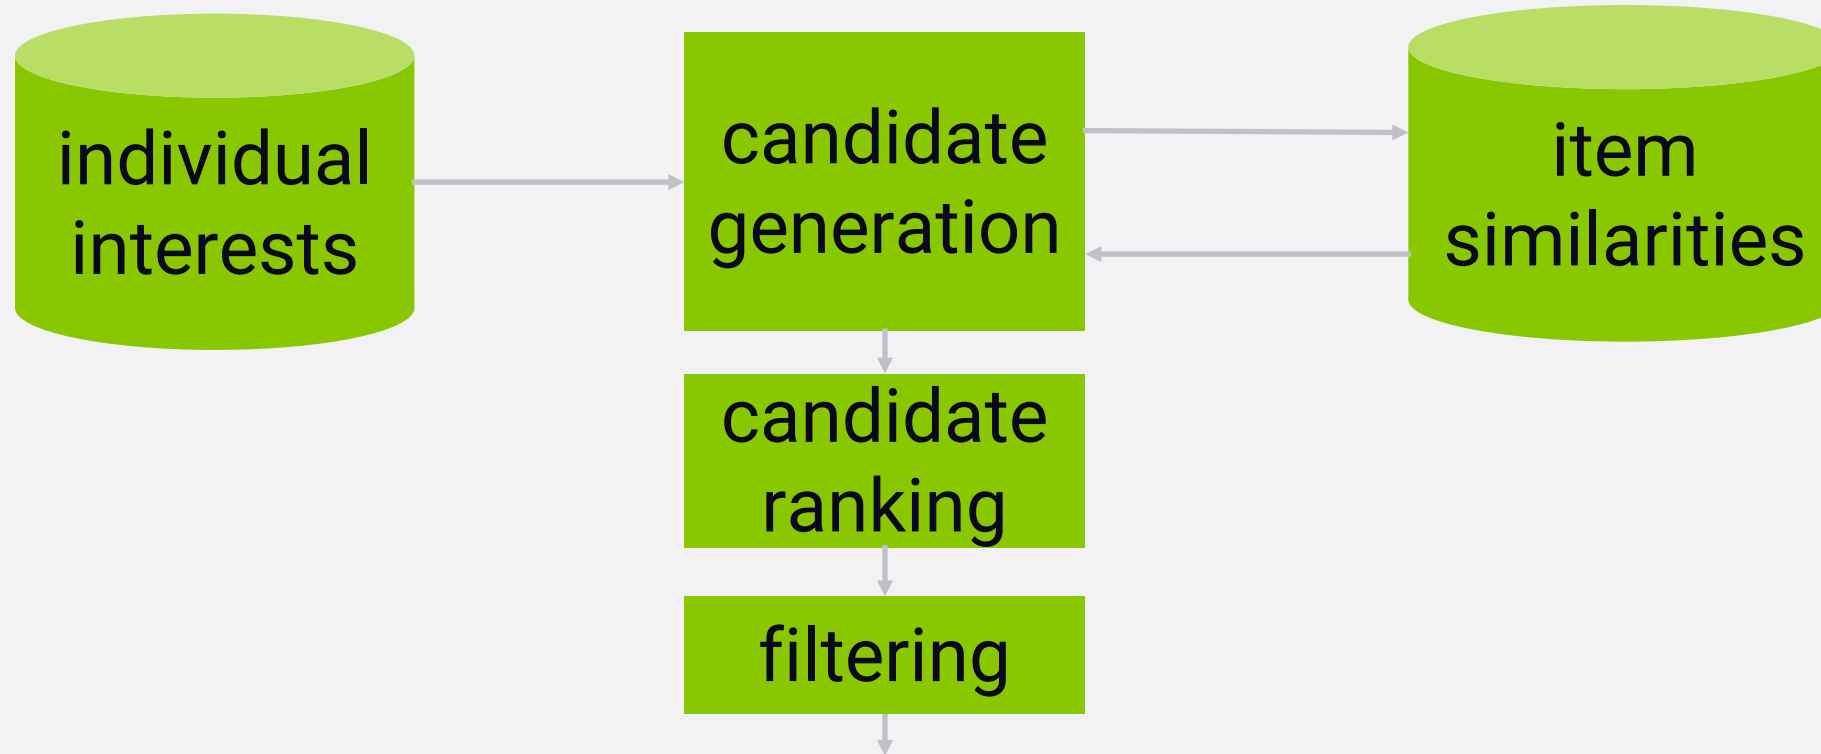 individual
interests
candidate
generation
item
similarities
candidate
ranking
filtering